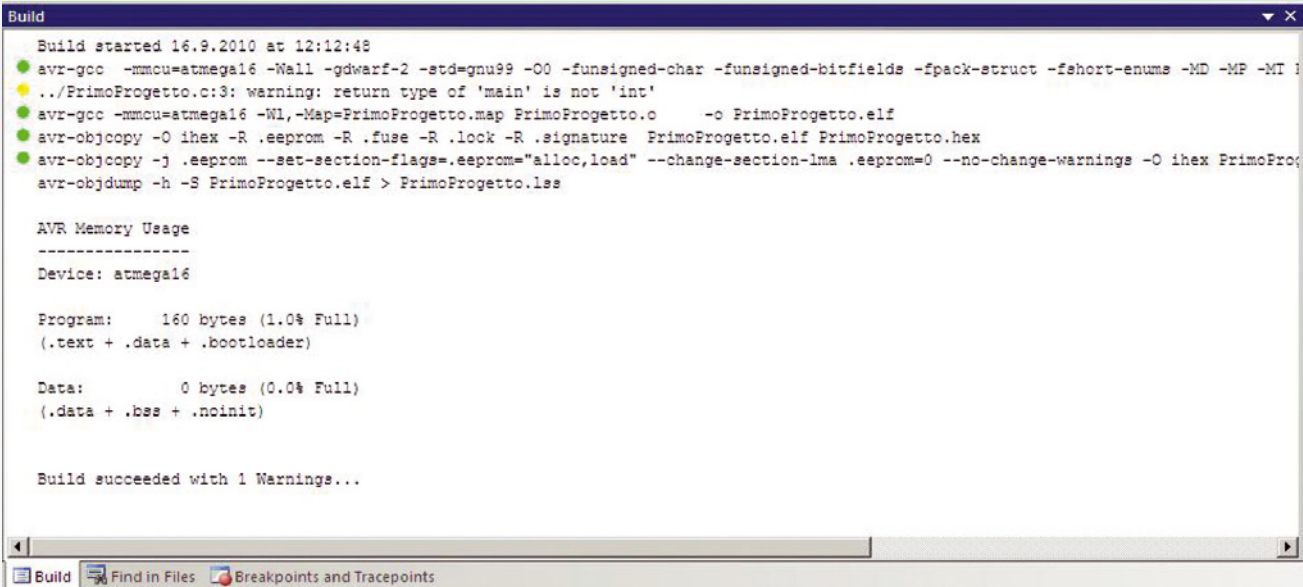 Build
Build started 16.9.2010 at 12:12:48
avr-gcc -mmcu=atmega16 -Wall -gdwarf-2 -std=gnu99 -O0 -funsigned-char -funsigned-bitfields -fpack-struct -fshort-enums -MD -MP -MT
../PrimoProgetto.c:3: warning: return type of 'main' is not 'int'
avr-gcc -mmcu=atmega16 -Wl,-Map=PrimoProgetto.map PrimoProgetto.o -o PrimoProgetto.elf
avr-objcopy -O ihex -R .eeprom -R .fuse -R .lock -R .signature PrimoProgetto.elf PrimoProgetto.hex
avr-objcopy -j .eeprom --set-section-flags=.eeprom="alloc,load" --change-section-lma .eeprom=0 --no-change-warnings -O ihex PrimoProg
avr-objdump -h -S PrimoProgetto.elf > PrimoProgetto.lss
AVR Memory Usage
----------------
Device: atmega16
Program: 160 bytes (1.0% Full)
(.text + .data + .bootloader)
Data: 0 bytes (0.0% Full)
(.data + .bss + .noinit)
Build succeeded with 1 Warnings...
Build Find in Files Breakpoints and Tracepoints